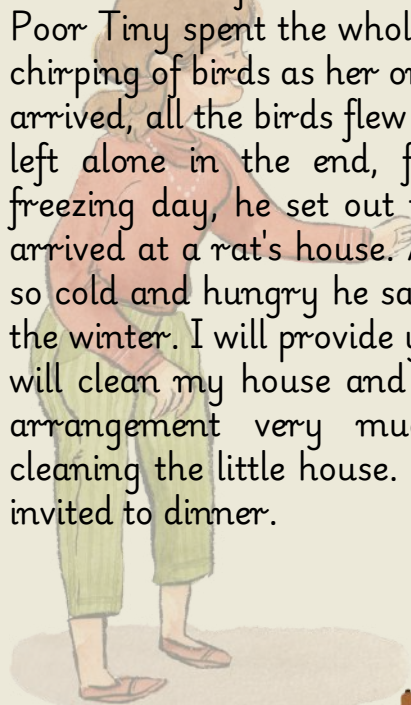 Poor Tiny spent the whol
chirping of birds as her o
arrived, all the birds flew
left alone in the end, f
freezing day, he set out
arrived at a rat's house.
so cold and hungry he sa
the winter. I will provide y
will clean my house and
arrangement very mu
cleaning the little house.
invited to dinner.